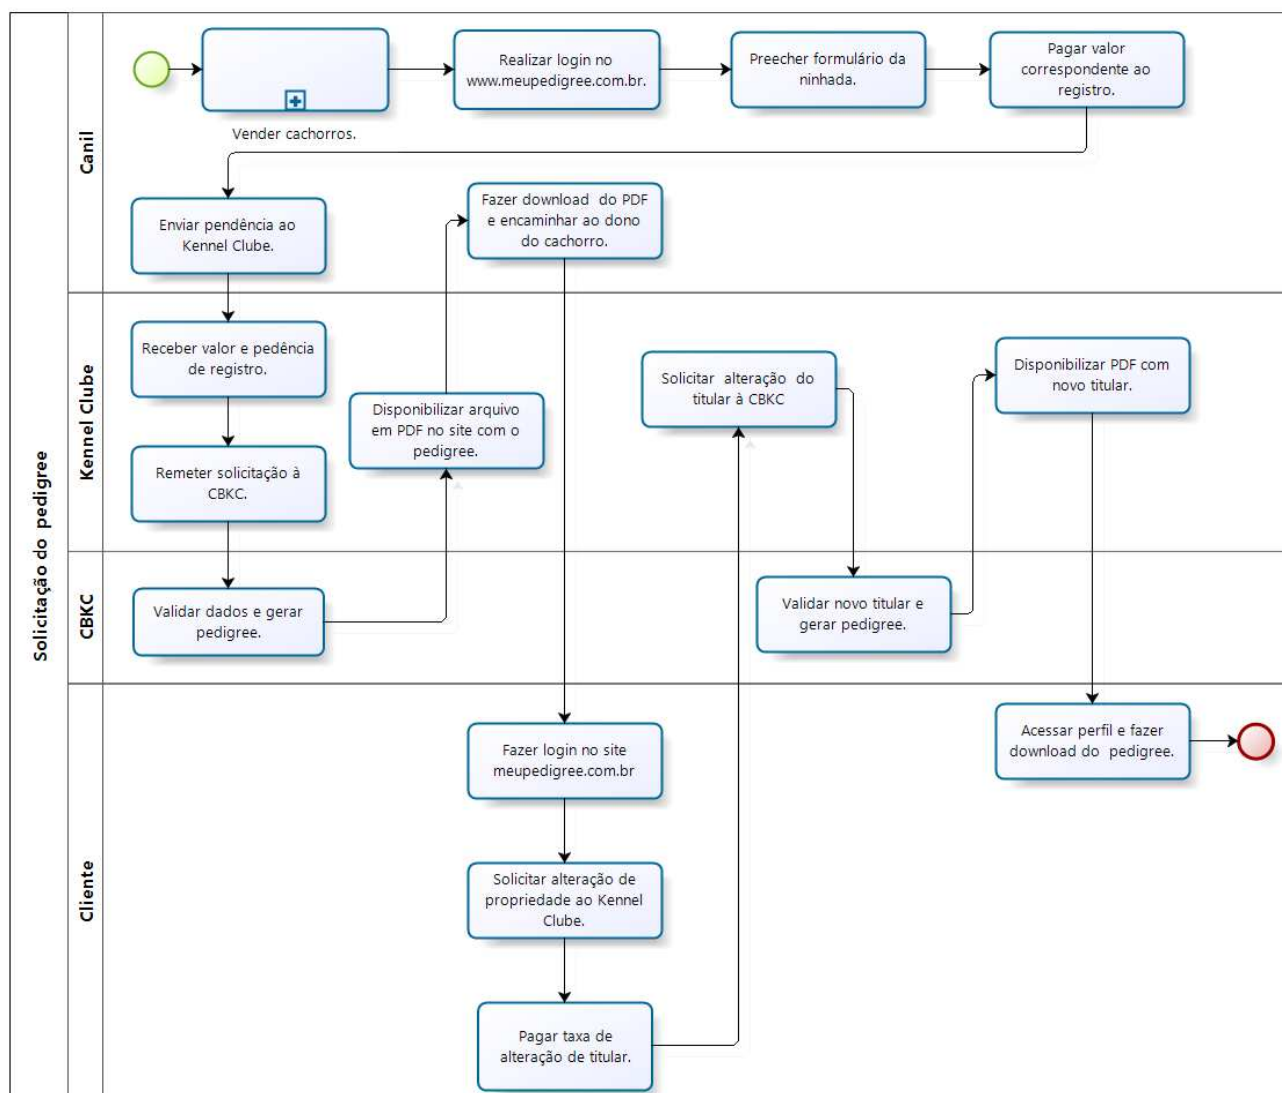 Solicitação do pedigree
Canil
Vender cachorros.
Realizar login no
www.meupedigree.com.br.
Preecher formulário da
ninhada.
Pagar valor
correspondente ao
registro.
Enviar pendência ao
Kennel Clube.
Fazer download do PDF
e encaminhar ao dono
do cachorro.
Kennel Clube
Receber valor e pedência
de registro.
Remeter solicitação à
CBKC.
Disponibilizar arquivo
em PDF no site com o
pedigree.
Solicitar alteração do
titular à CBKC
Disponibilizar PDF com
novo titular.
CBKC
Validar dados e gerar
pedigree.
Validar novo titular e
gerar pedigree.
Cliente
Fazer login no site
meupedigree.com.br
Solicitar alteração de
propriedade ao Kennel
Clube.
Pagar taxa de
alteração de titular.
Acessar perfil e fazer
download do pedigree.